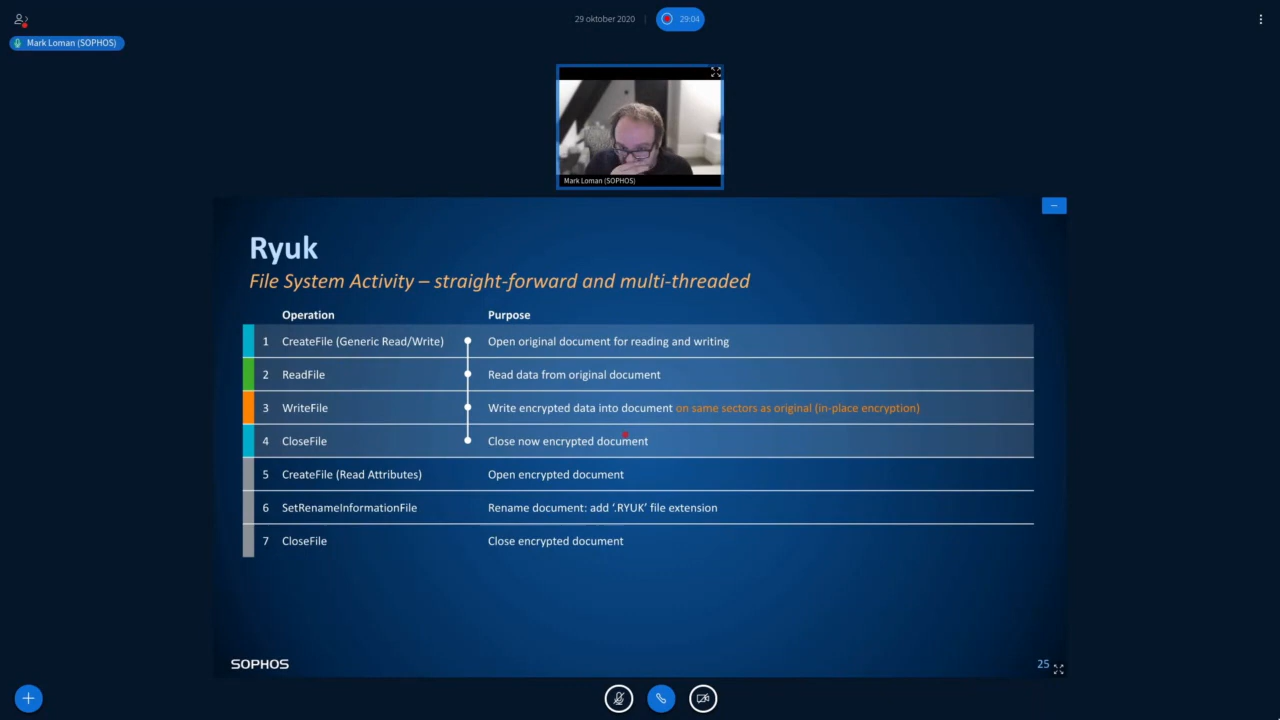 29 oktober 2020
29:04
Mark Loman (SOPHOS)
Mark Loman (SOPHOS)
Ryuk
File System Activity – straight-forward and multi-threaded
Operation Purpose
1 CreateFile (Generic Read/Write) Open original document for reading and writing
2 ReadFile Read data from original document
3 WriteFile Write encrypted data into document on same sectors as original (in-place encryption)
4 CloseFile Close now encrypted document
5 CreateFile (Read Attributes) Open encrypted document
6 SetRenameInformationFile Rename document: add ‘.RYUK’ file extension
7 CloseFile Close encrypted document
SOPHOS
25